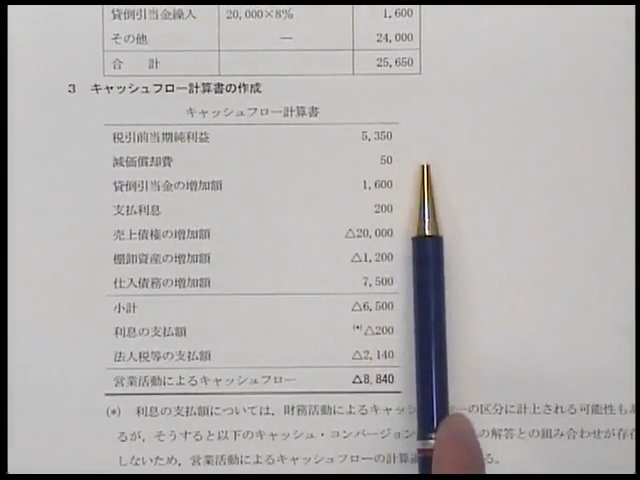 貸倒引当金繰入 20,000×8% 1,600
その他 — 24,000
合 計 25,650
3 キャッシュフロー計算書の作成
キャッシュフロー計算書
税引前当期純利益 5,350
減価償却費 50
貸倒引当金の増加額 1,600
支払利息 200
売上債権の増加額 △20,000
棚卸資産の増加額 △1,200
仕入債務の増加額 7,500
小計 △6,500
利息の支払額 (*)△200
法人税等の支払額 △2,140
営業活動によるキャッシュフロー △8,840
(*) 利息の支払額については，財務活動によるキャッシ の区分に計上される可能性も
るが，そうすると以下のキャッシュ・コンバージョン の解答との組み合わせが存
しないため，営業活動によるキャッシュフローの計算 る。